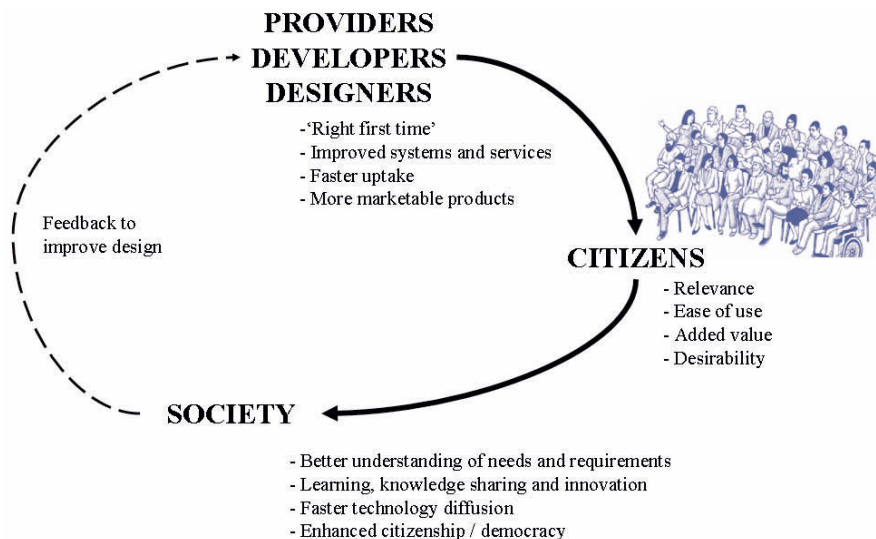 PROVIDERS
DEVELOPERS
DESIGNERS
-‘Right first time’
- Improved systems and services
- Faster uptake
- More marketable products
Feedback to
improve design
CITIZENS
- Relevance
- Ease of use
- Added value
- Desirability
SOCIETY
- Better understanding of needs and requirements
- Learning, knowledge sharing and innovation
- Faster technology diffusion
- Enhanced citizenship / democracy